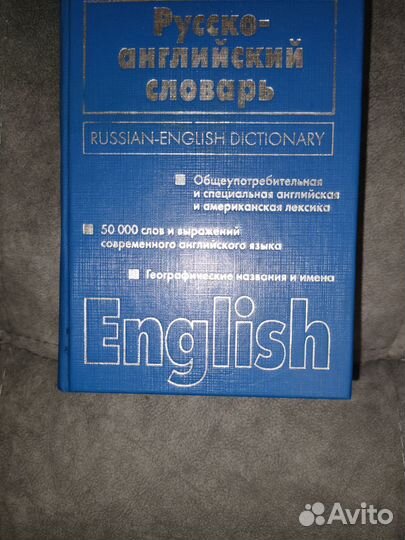 Русско-
английский
словарь
RUSSIAN-ENGLISH DICTIONARY
Общеупотребительная
и специальная английская
и американская лексика
50 000 слов и выражений
современного английского языка
Географические названия и имена
English
Avito